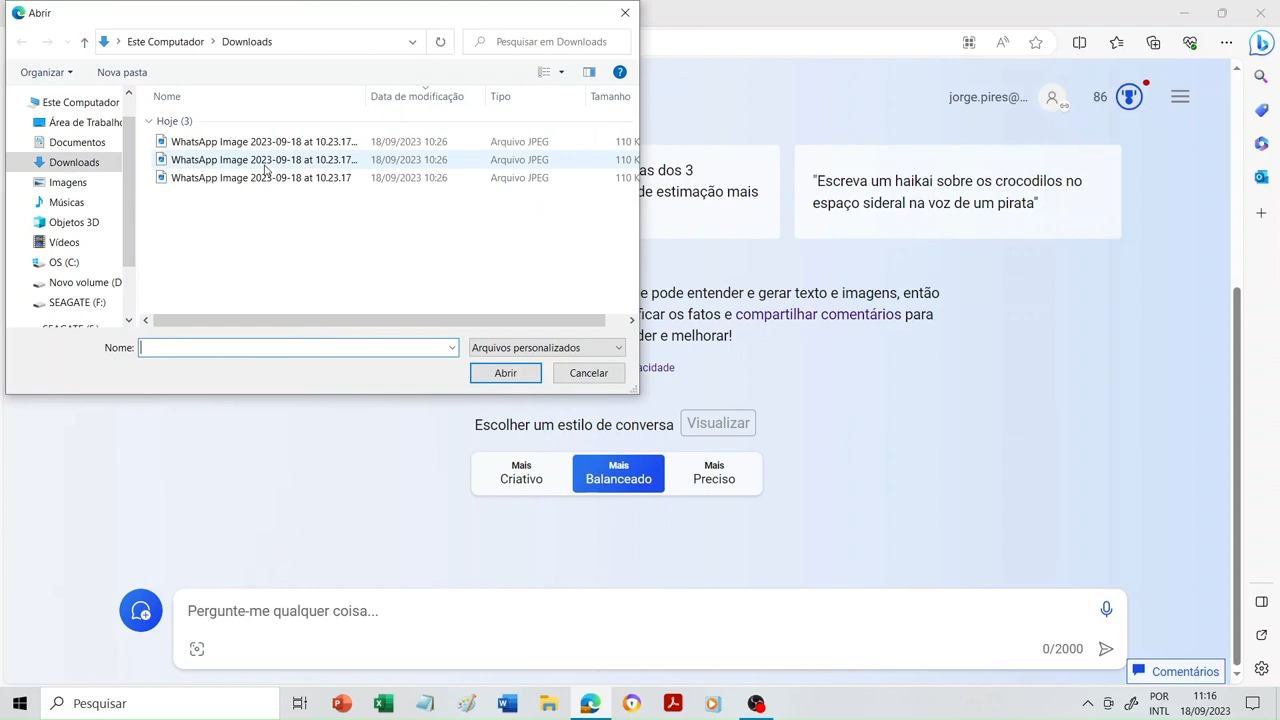 Abrir
Este Computador > Downloads
Pesquisar em Downloads
Organizar
Nova pasta
Nome
Data de modificação
Tipo
Tamanho
Este Computador
Área de Trabalho
Documentos
Downloads
Imagens
Músicas
Objetos 3D
Vídeos
OS (C:)
Novo volume (D
SEAGATE (F:)
Hoje (3)
WhatsApp Image 2023-09-18 at 10.23.17... 18/09/2023 10:26 Arquivo JPEG 110 K
WhatsApp Image 2023-09-18 at 10.23.17... 18/09/2023 10:26 Arquivo JPEG 110 K
WhatsApp Image 2023-09-18 at 10.23.17 18/09/2023 10:26 Arquivo JPEG 110 K
Nome:
Arquivos personalizados
Abrir
Cancelar
jorge.pires@...
86
as dos 3
de estimação mais
"Escreva um haikai sobre os crocodilos no
espaço sideral na voz de um pirata"
e pode entender e gerar texto e imagens, então
ficar os fatos e compartilhar comentários para
der e melhorar!
acidade
Escolher um estilo de conversa
Visualizar
Mais
Criativo
Mais
Balanceado
Mais
Preciso
Pergunte-me qualquer coisa...
0/2000
Comentários
Pesquisar
POR
INTL
11:16
18/09/2023